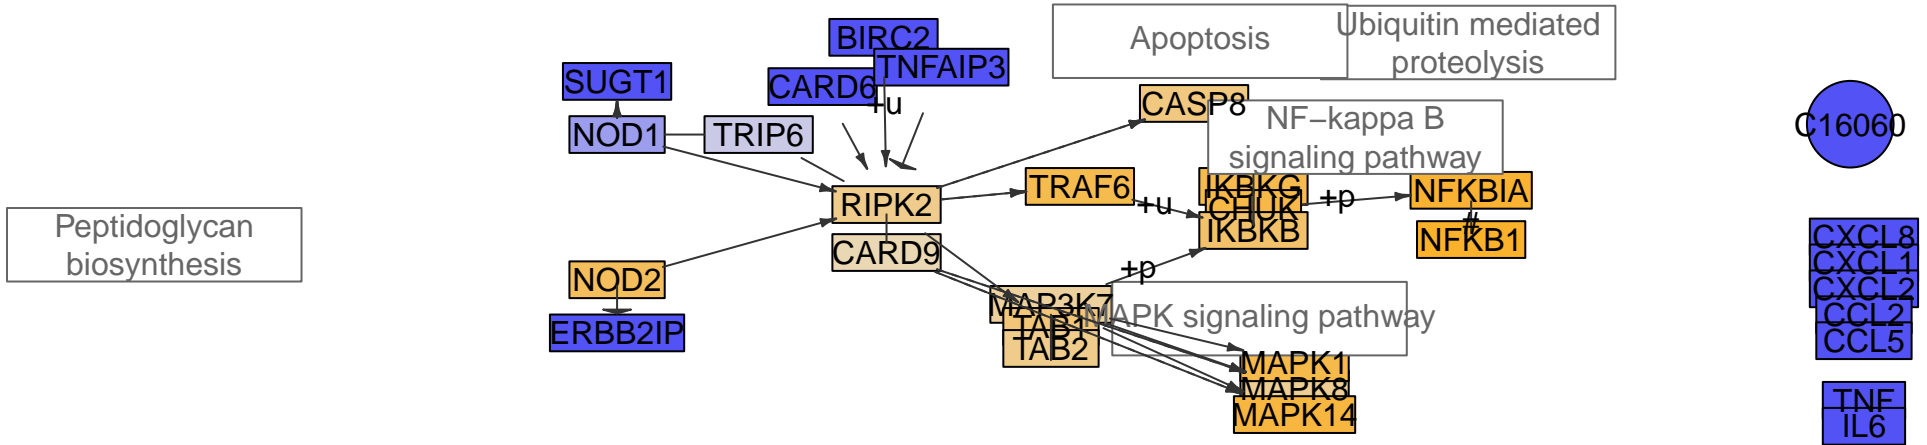 Peptidoglycan
biosynthesis
SUGT1
NOD1
TRIP6
NOD2
ERBB2IP
BIRC2
TNFAIP3
CARD6
+u
RIPK2
CARD9
Apoptosis
Ubiquitin mediated
proteolysis
CASP8
NF−kappa B
signaling pathway
TRAF6
+u
IKBKG
CHUK
IKBKB
+p
NFKBIA
#
NFKB1
+p
MAP3K7
TAB1
TAB2
MAPK signaling pathway
MAPK1
MAPK8
MAPK14
C16060
CXCL8
CXCL1
CXCL2
CCL2
CCL5
TNF
IL6